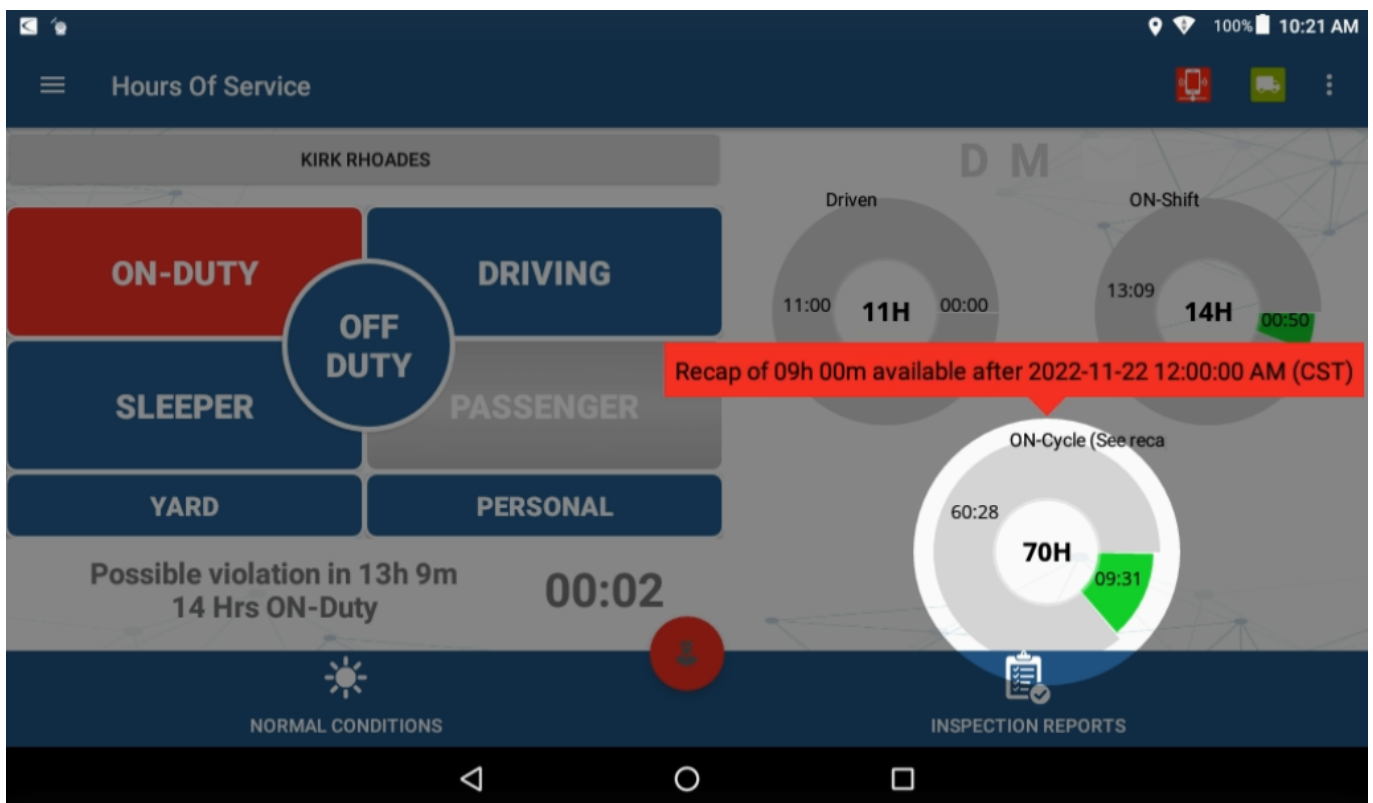 100% 10:21 AM
Hours Of Service
KIRK RHOADES
D M
ON-DUTY
DRIVING
OFF
DUTY
SLEEPER
PASSENGER
YARD
PERSONAL
Possible violation in 13h 9m
14 Hrs ON-Duty
00:02
Driven
11:00
11H
00:00
ON-Shift
13:09
14H
00:50
Recap of 09h 00m available after 2022-11-22 12:00:00 AM (CST)
ON-Cycle (See reca
60:28
70H
09:31
NORMAL CONDITIONS
INSPECTION REPORTS